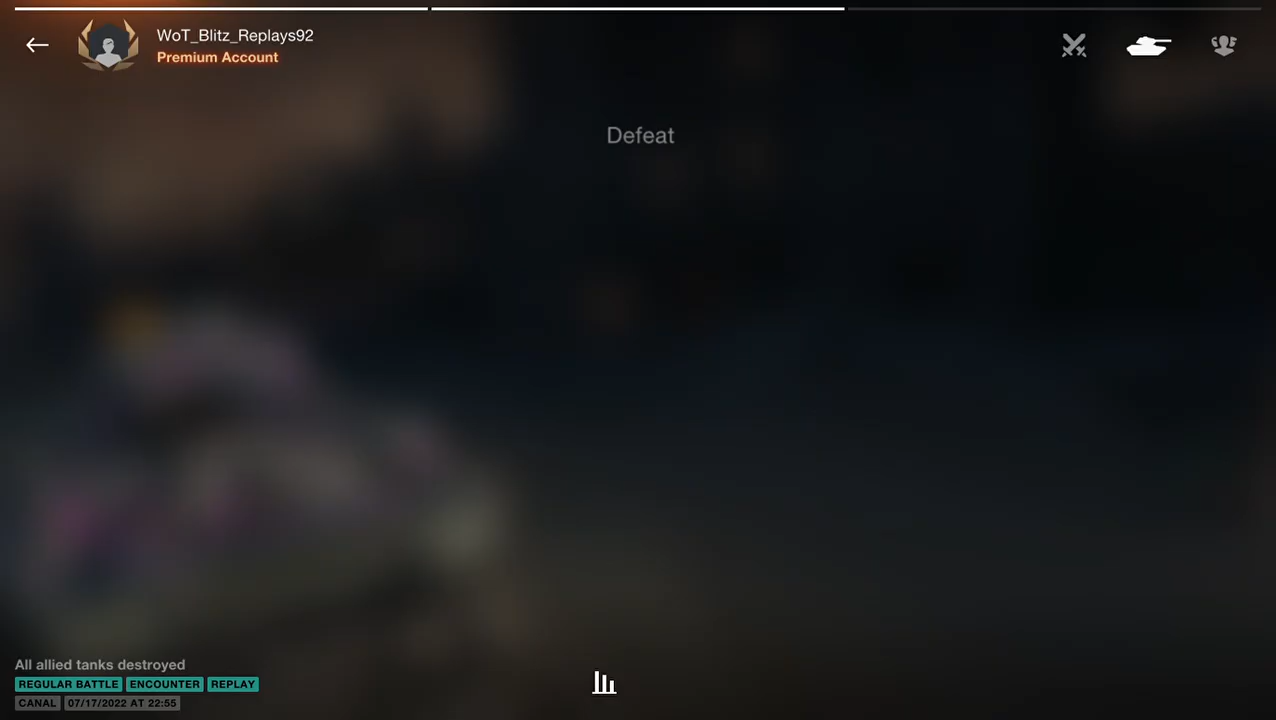 WoT_Blitz_Replays92
Premium Account
Defeat
All allied tanks destroyed
REGULAR BATTLE ENCOUNTER REPLAY
CANAL 07/17/2022 AT 22:55